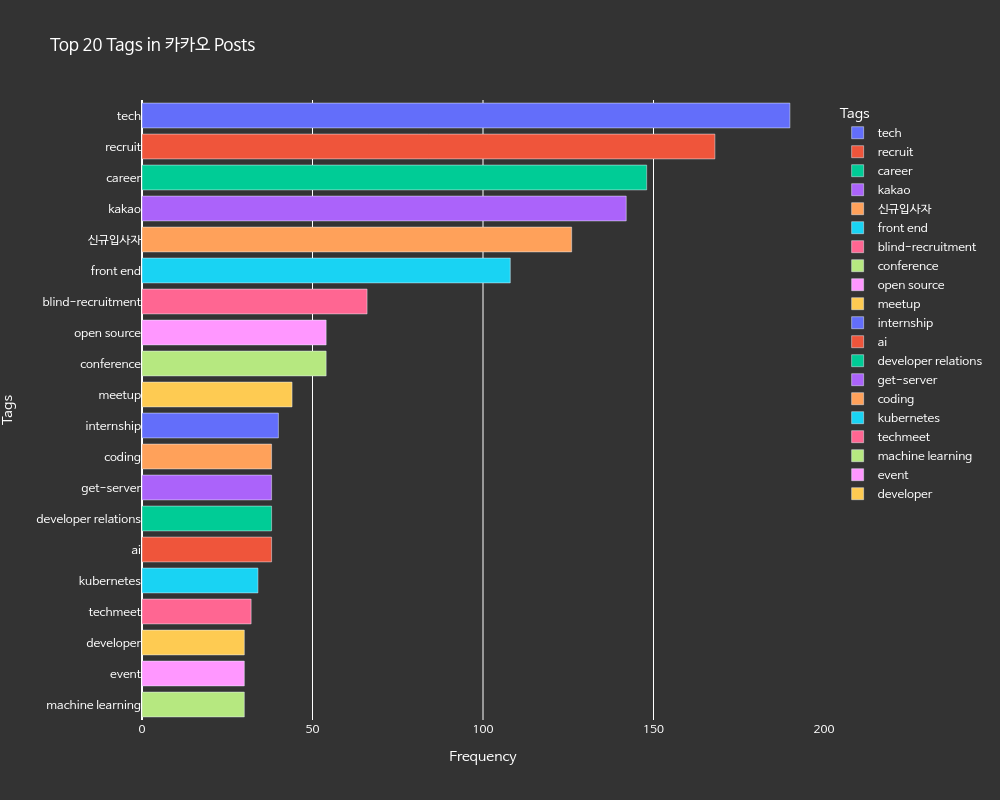 Top 20 Tags in 카카오 Posts
Tags
tech
recruit
career
kakao
신규입사자
front end
blind-recruitment
open source
conference
meetup
internship
coding
get-server
developer relations
ai
kubernetes
techmeet
developer
event
machine learning
0 50 100 150 200
Frequency
Tags
tech
recruit
career
kakao
신규입사자
front end
blind-recruitment
conference
open source
meetup
internship
ai
developer relations
get-server
coding
kubernetes
techmeet
machine learning
event
developer